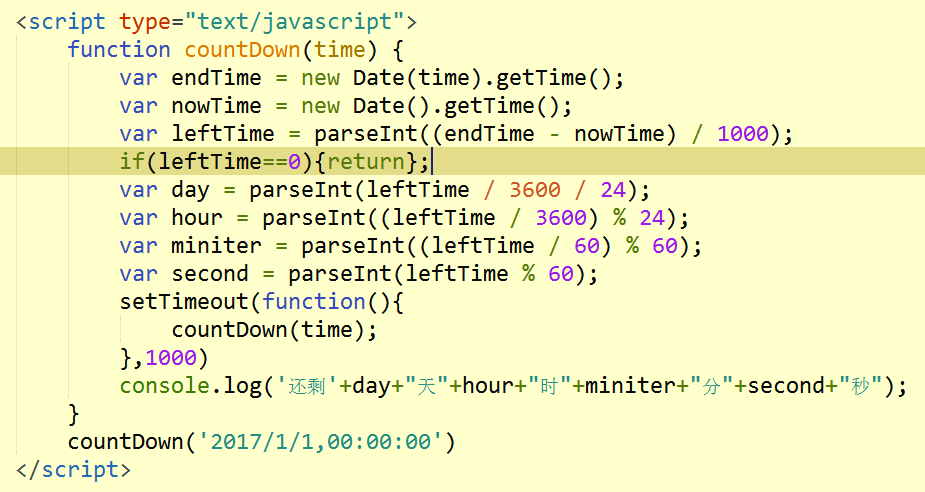 <script type="text/javascript">
    function countDown(time) {
        var endTime = new Date(time).getTime();
        var nowTime = new Date().getTime();
        var leftTime = parseInt((endTime - nowTime) / 1000);
        if(leftTime==0){return};
        var day = parseInt(leftTime / 3600 / 24);
        var hour = parseInt((leftTime / 3600) % 24);
        var miniter = parseInt((leftTime / 60) % 60);
        var second = parseInt(leftTime % 60);
        setTimeout(function(){
            countDown(time);
        },1000)
        console.log('还剩'+day+"天"+hour+"时"+miniter+"分"+second+"秒");
    }
    countDown('2017/1/1,00:00:00')
</script>